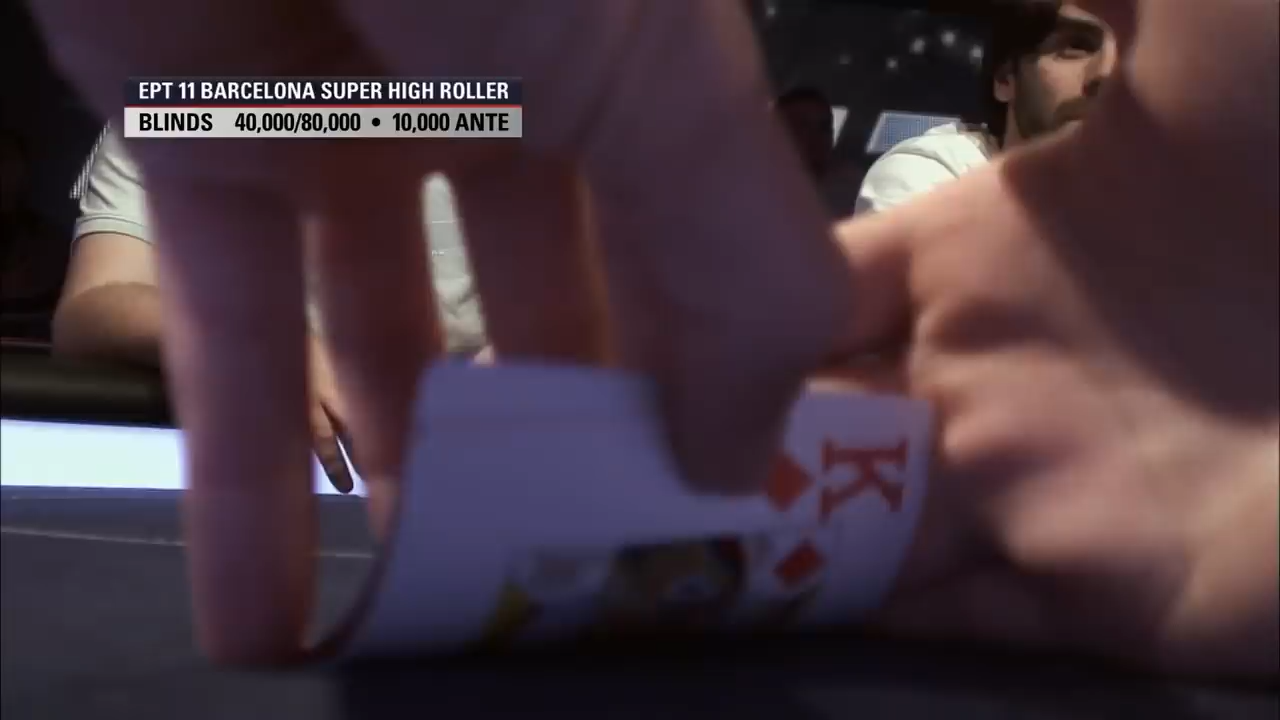 EPT 11 BARCELONA SUPER HIGH ROLLER
BLINDS 40,000/80,000 • 10,000 ANTE
K